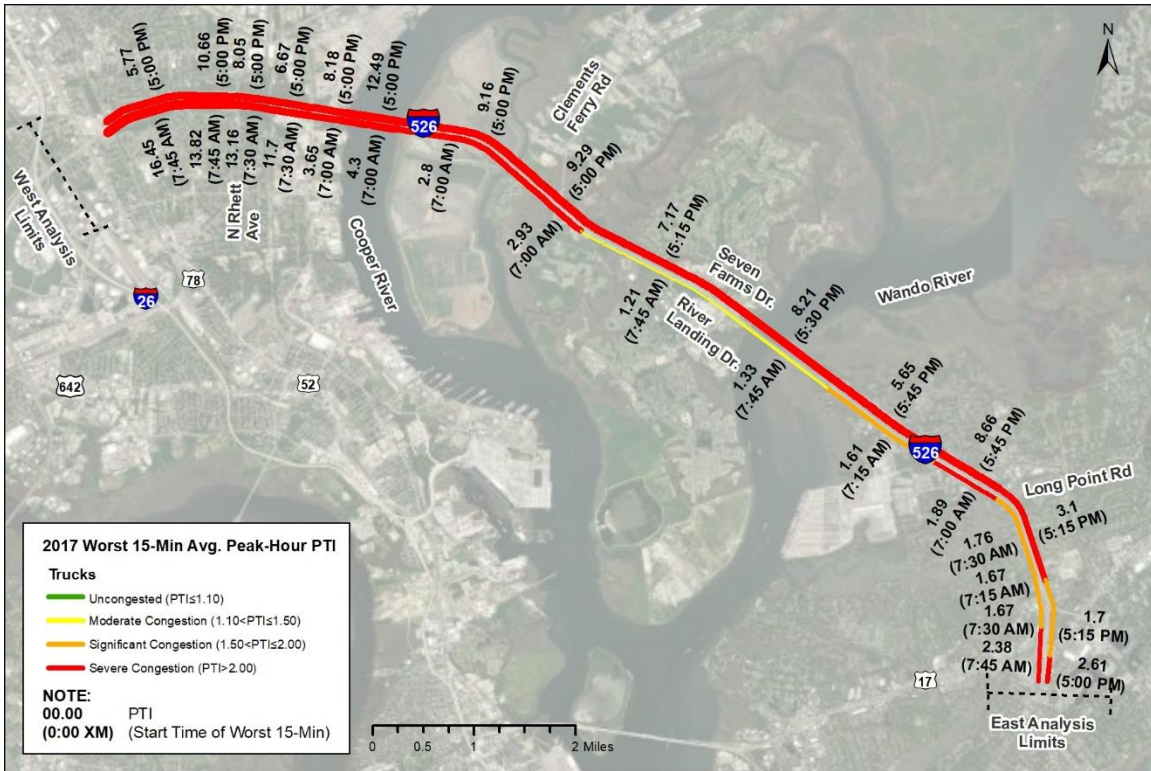 N
5.77
(5:00 PM)
10.66
(5:00 PM)
8.05
(5:00 PM)
6.67
(5:00 PM)
8.18
(5:00 PM)
12.49
(5:00 PM)
9.16
(5:00 PM)
Clements
Ferry Rd
526
9.29
(5:00 PM)
West Analysis
Limits
16.45
(7:45 AM)
13.82
(7:45 AM)
13.16
(7:30 AM)
11.7
(7:30 AM)
3.65
(7:00 AM)
4.3
(7:00 AM)
2.8
(7:00 AM)
2.93
(7:00 AM)
N Rhett
Ave
Cooper River
78
26
642
52
7.17
(5:15 PM)
Seven
Farms Dr.
1.21
(7:45 AM)
River
Landing Dr.
8.21
(5:30 PM)
Wando River
1.33
(7:45 AM)
5.65
(5:45 PM)
1.61
(7:15 AM)
526
8.66
(5:45 PM)
1.89
(7:00 AM)
Long Point Rd
3.1
(5:15 PM)
1.76
(7:30 AM)
1.67
(7:15 AM)
1.67
(7:30 AM)
2.38
(7:45 AM)
1.7
(5:15 PM)
2.61
(5:00 PM)
17
East Analysis
Limits
2017 Worst 15-Min Avg. Peak-Hour PTI
Trucks
Uncongested (PTI≤1.10)
Moderate Congestion (1.10<PTI≤1.50)
Significant Congestion (1.50<PTI≤2.00)
Severe Congestion (PTI>2.00)
NOTE:
00.00 PTI
(0:00 XM) (Start Time of Worst 15-Min)
0 0.5 1 2 Miles